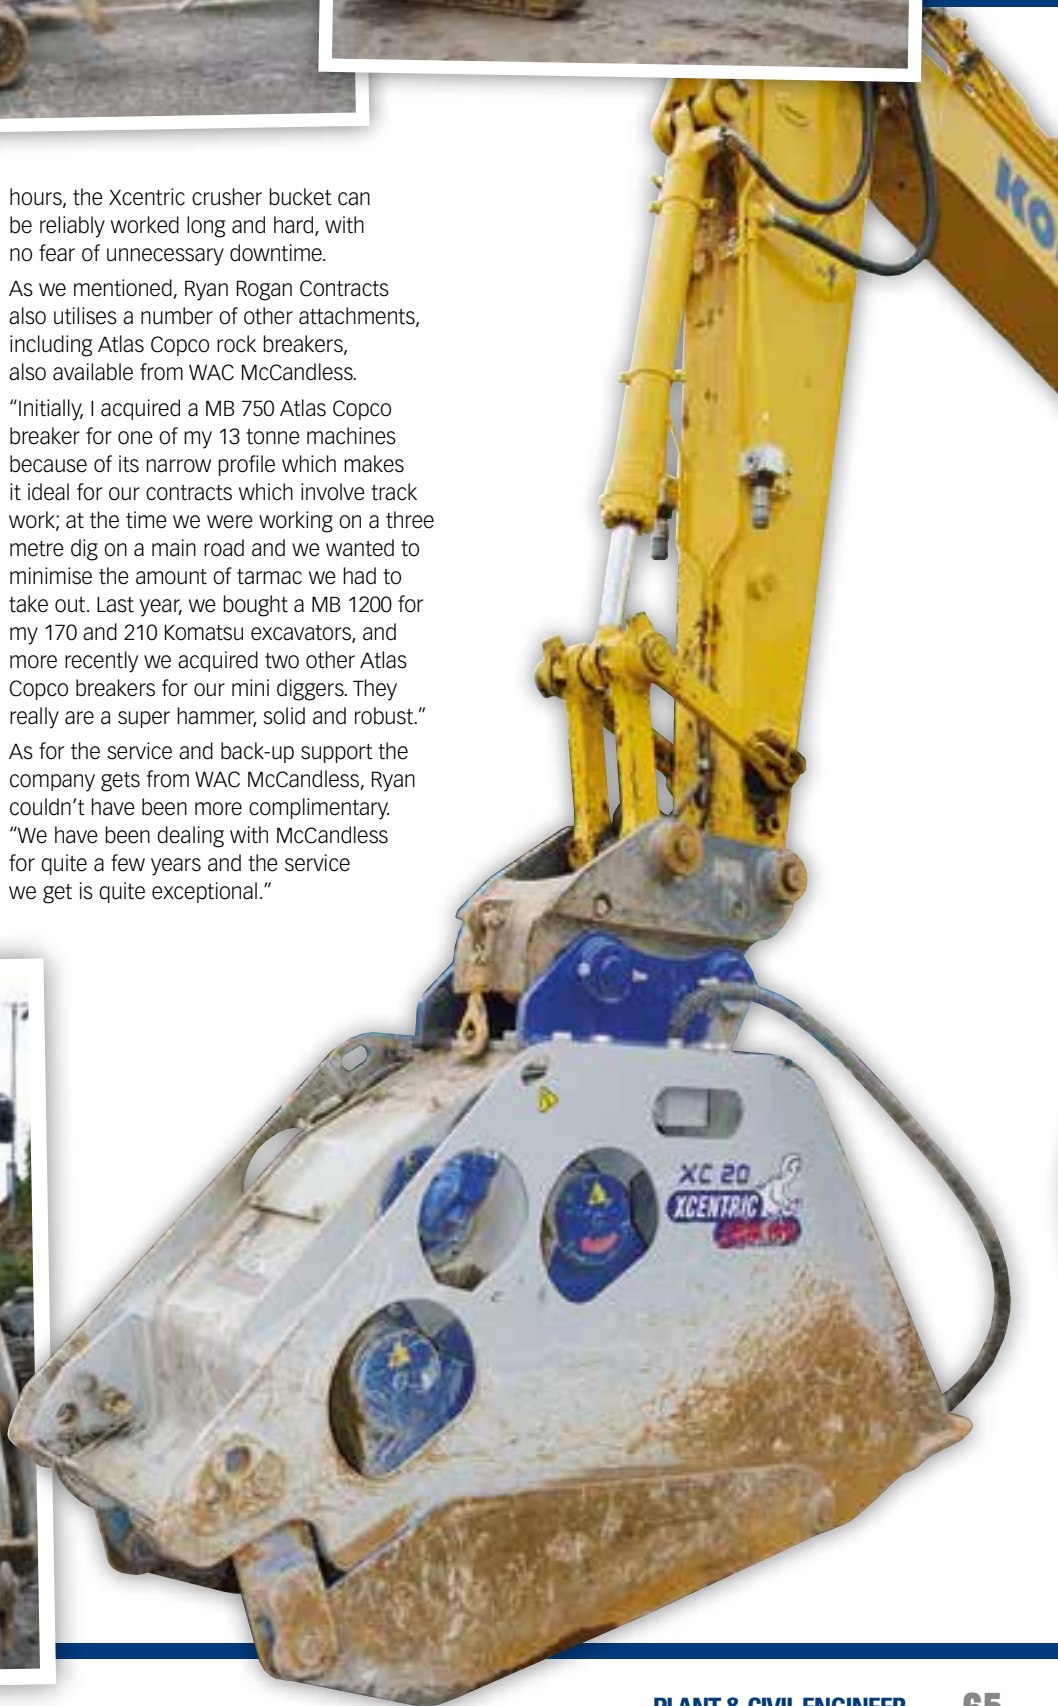 hours, the Xcentric crusher bucket can
be reliably worked long and hard, with
no fear of unnecessary downtime.
As we mentioned, Ryan Rogan Contracts
also utilises a number of other attachments,
including Atlas Copco rock breakers,
also available from WAC McCandless.
“Initially, I acquired a MB 750 Atlas Copco
breaker for one of my 13 tonne machines
because of its narrow profile which makes
it ideal for our contracts which involve track
work; at the time we were working on a three
metre dig on a main road and we wanted to
minimise the amount of tarmac we had to
take out. Last year, we bought a MB 1200 for
my 170 and 210 Komatsu excavators, and
more recently we acquired two other Atlas
Copco breakers for our mini diggers. They
really are a super hammer, solid and robust.”
As for the service and back-up support the
company gets from WAC McCandless, Ryan
couldn’t have been more complimentary.
“We have been dealing with McCandless
for quite a few years and the service
we get is quite exceptional.”
KO
XC 20
XCENTRIC
PLANT & CIVIL ENGINEER 65